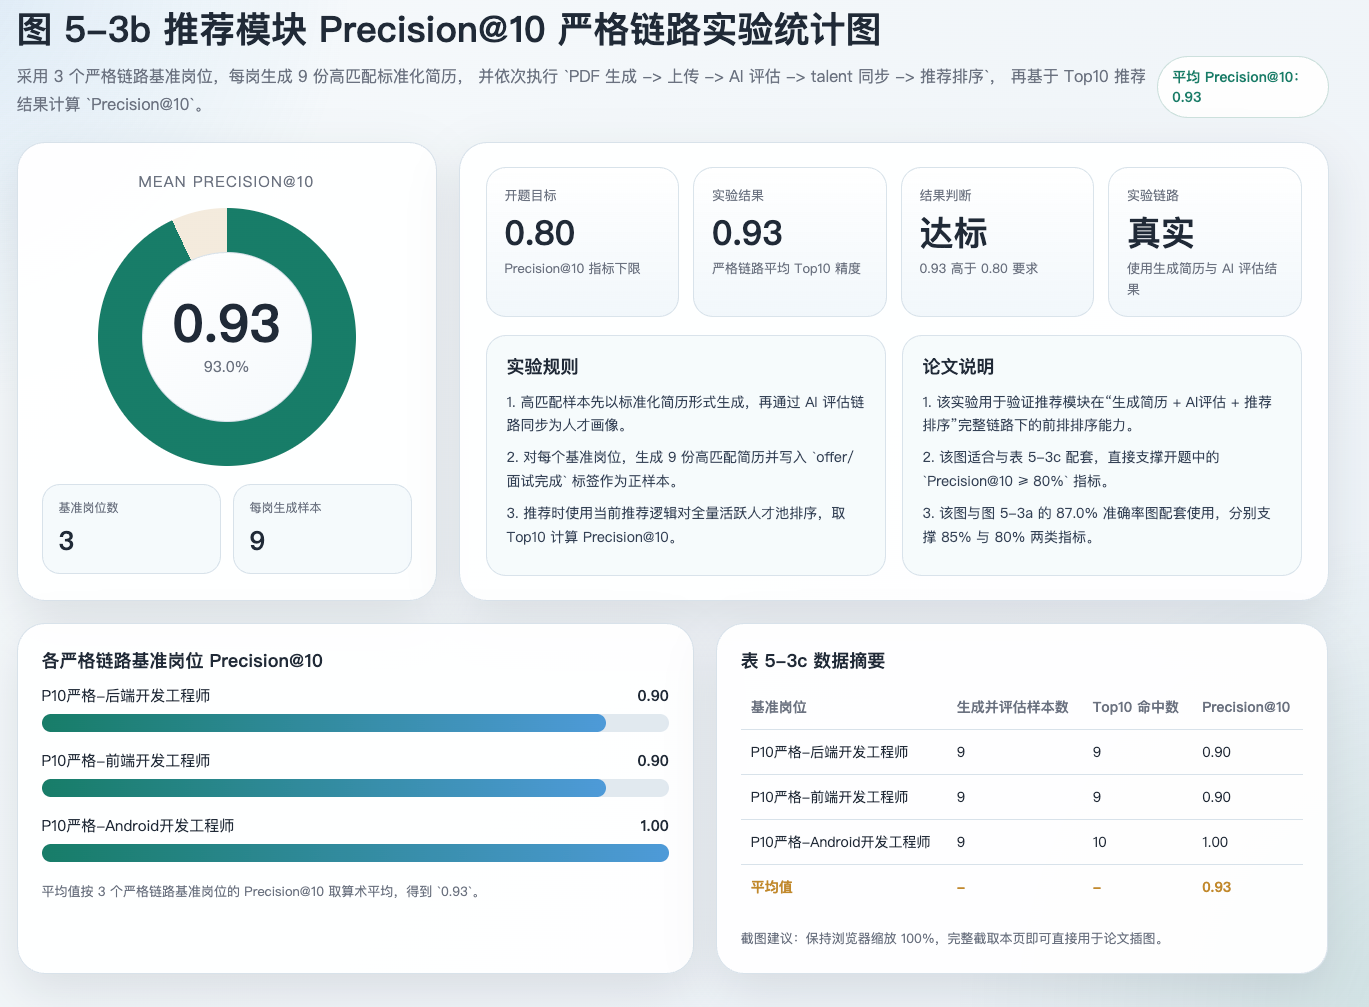 图 5-3b 推荐模块 Precision@10 严格链路实验统计图
采用 3 个严格链路基准岗位，每岗生成 9 份高匹配标准化简历， 并依次执行 `PDF 生成 -> 上传 -> AI 评估 -> talent 同步 -> 推荐排序`， 再基于 Top10 推荐
结果计算 `Precision@10`。
平均 Precision@10：
0.93
MEAN PRECISION@10
0.93
93.0%
基准岗位数
3
每岗生成样本
9
开题目标
0.80
Precision@10 指标下限
实验结果
0.93
严格链路平均 Top10 精度
结果判断
达标
0.93 高于 0.80 要求
实验链路
真实
使用生成简历与 AI 评估结
果
实验规则
1. 高匹配样本先以标准化简历形式生成，再通过 AI 评估链
路同步为人才画像。
2. 对每个基准岗位，生成 9 份高匹配简历并写入 `offer/
面试完成` 标签作为正样本。
3. 推荐时使用当前推荐逻辑对全量活跃人才池排序，取
Top10 计算 Precision@10。
论文说明
1. 该实验用于验证推荐模块在“生成简历 + AI评估 + 推荐
排序”完整链路下的前排排序能力。
2. 该图适合与表 5-3c 配套，直接支撑开题中的
`Precision@10 ≥ 80%` 指标。
3. 该图与图 5-3a 的 87.0% 准确率图配套使用，分别支
撑 85% 与 80% 两类指标。
各严格链路基准岗位 Precision@10
P10严格-后端开发工程师 0.90
P10严格-前端开发工程师 0.90
P10严格-Android开发工程师 1.00
平均值按 3 个严格链路基准岗位的 Precision@10 取算术平均，得到 `0.93`。
表 5-3c 数据摘要
基准岗位 生成并评估样本数 Top10 命中数 Precision@10
P10严格-后端开发工程师 9 9 0.90
P10严格-前端开发工程师 9 9 0.90
P10严格-Android开发工程师 9 10 1.00
平均值 - - 0.93
截图建议：保持浏览器缩放 100%，完整截取本页即可直接用于论文插图。